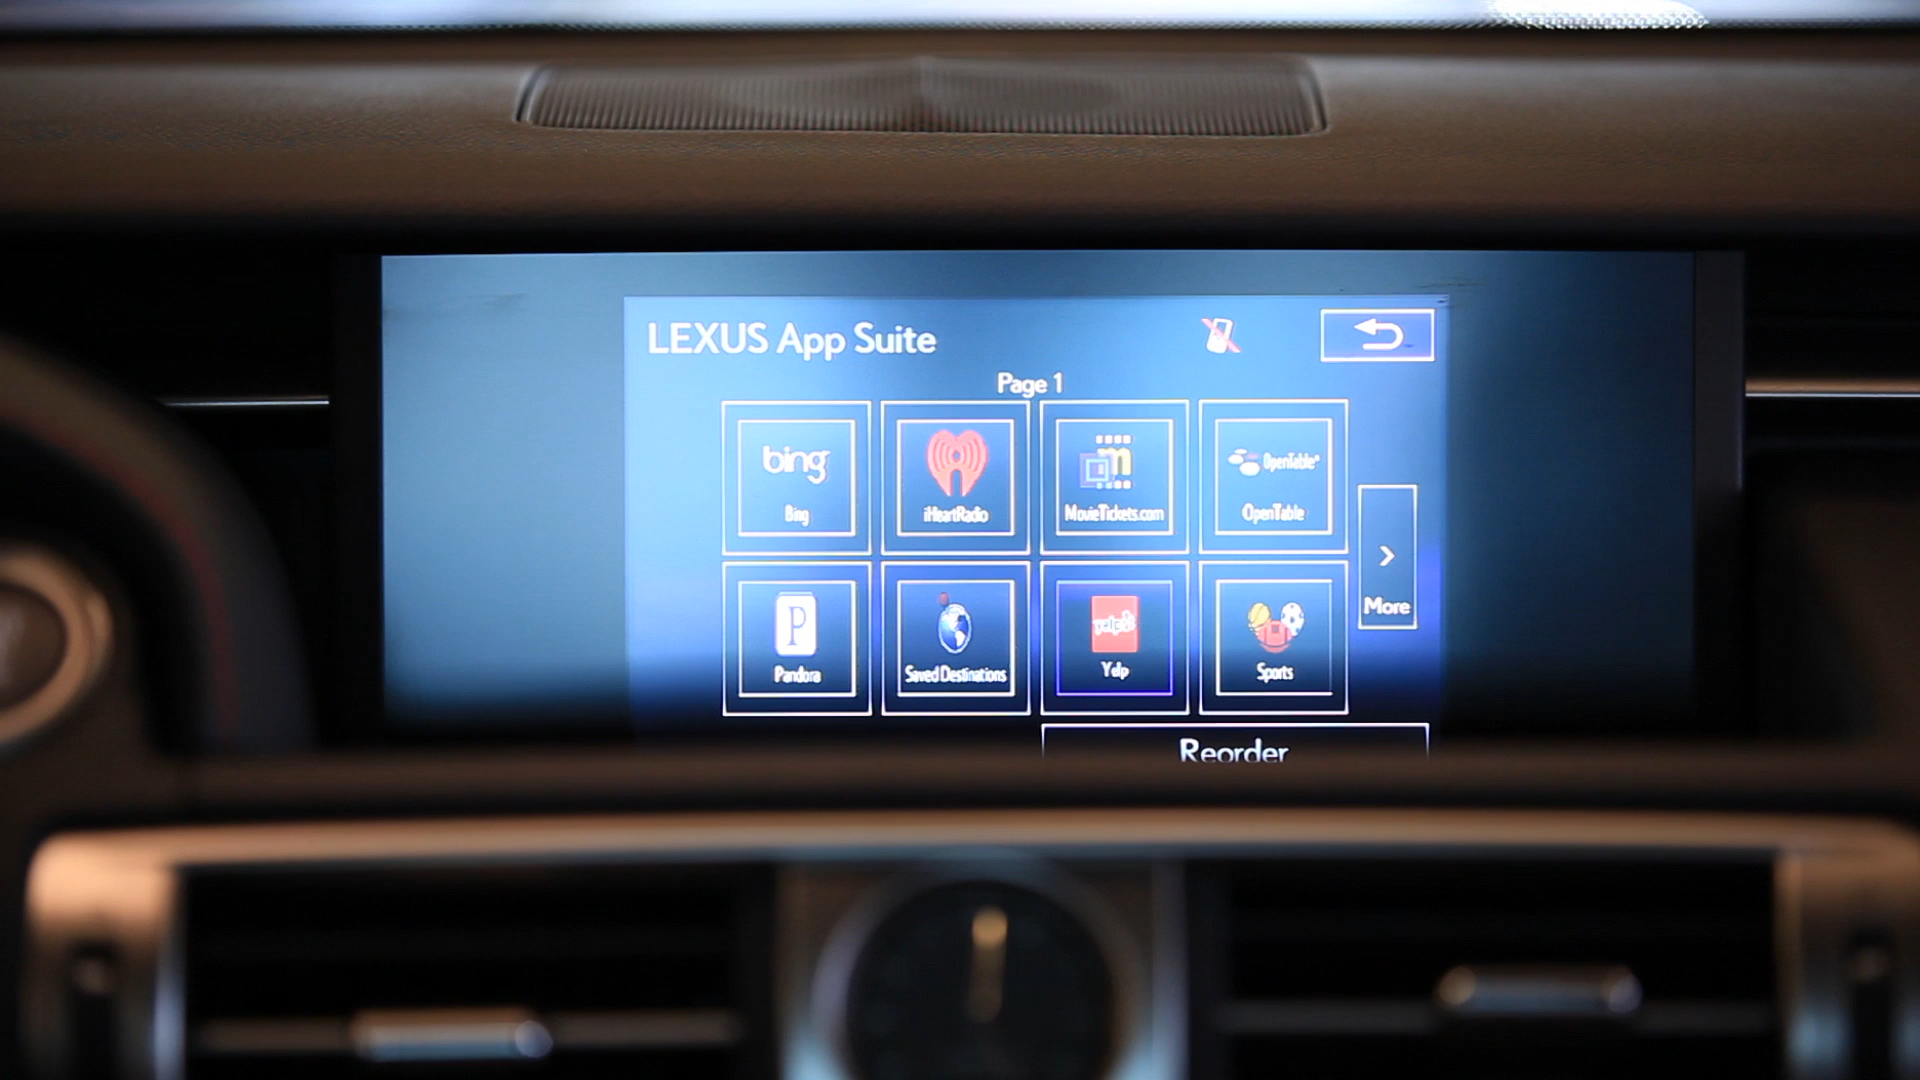 LEXUS App Suite
Page 1
bing
Bing
iHeartRadio
m
MovieTickets.com
OpenTable
OpenTable
P
Pandora
Saved Destinations
yelp
Yelp
Sports
More
Reorder